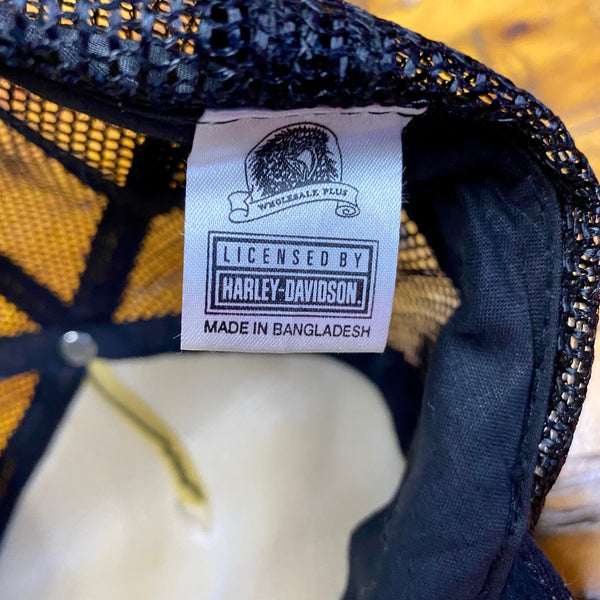 WHOLESALE PLUS
LICENSED BY
HARLEY-DAVIDSON.
MADE IN BANGLADESH